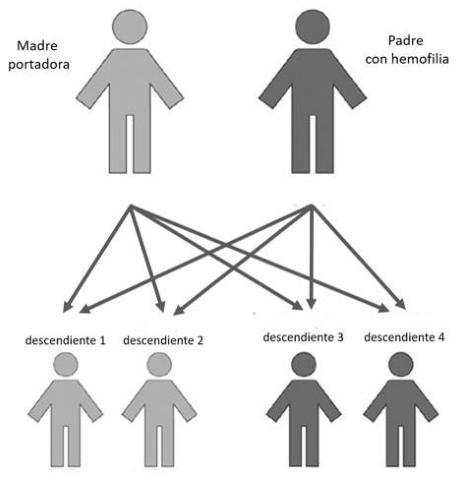 Madre
portadora
Padre
con hemofilia
descendiente 1
descendiente 2
descendiente 3
descendiente 4